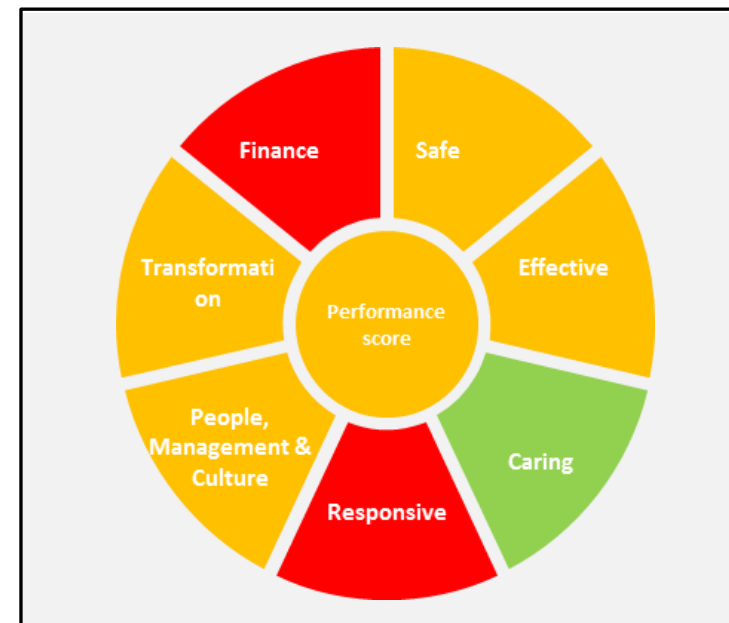 Finance
Safe
Transformati
on
Effective
Performance
score
People,
Management &
Culture
Caring
Responsive